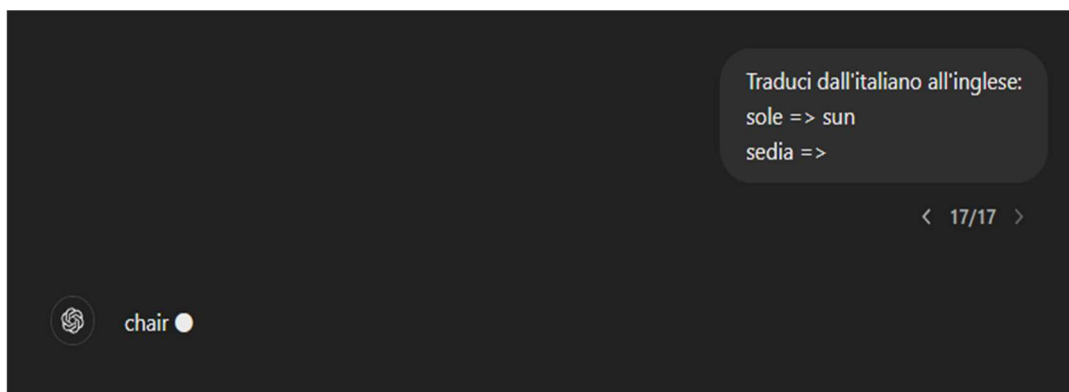 Traduci dall'italiano all'inglese:
sole => sun
sedia =>
< 17/17 >
chair